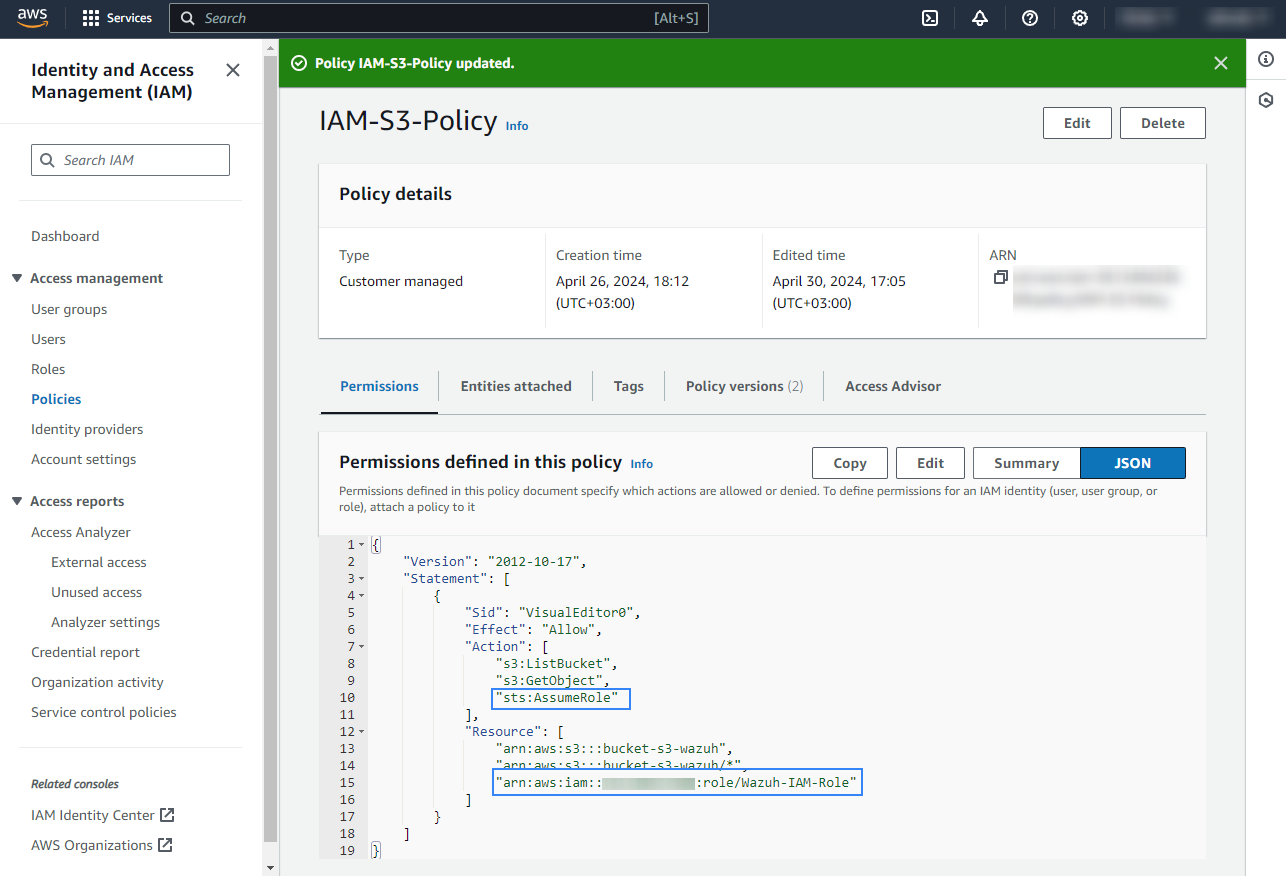 aws
Services
Search
[Alt+S]
Identity and Access
Management (IAM)
Search IAM
Dashboard
Access management
User groups
Users
Roles
Policies
Identity providers
Account settings
Access reports
Access Analyzer
External access
Unused access
Analyzer settings
Credential report
Organization activity
Service control policies
Related consoles
IAM Identity Center
AWS Organizations
Policy IAM-S3-Policy updated.
IAM-S3-Policy Info
Edit
Delete
Policy details
Type
Customer managed
Creation time
April 26, 2024, 18:12
(UTC+03:00)
Edited time
April 30, 2024, 17:05
(UTC+03:00)
ARN
Permissions
Entities attached
Tags
Policy versions (2)
Access Advisor
Permissions defined in this policy Info
Copy
Edit
Summary
JSON
Permissions defined in this policy document specify which actions are allowed or denied. To define permissions for an IAM identity (user, user group, or
role), attach a policy to it
1 {
2 "Version": "2012-10-17",
3 "Statement": [
4 {
5 "Sid": "VisualEditor0",
6 "Effect": "Allow",
7 "Action": [
8 "s3:ListBucket",
9 "s3:GetObject",
10 "sts:AssumeRole"
11 ],
12 "Resource": [
13 "arn:aws:s3:::bucket-s3-wazuh",
14 "arn:aws:s3:::bucket-s3-wazuh/*",
15 "arn:aws:iam:: :role/Wazuh-IAM-Role"
16 ]
17 }
18 ]
19 }